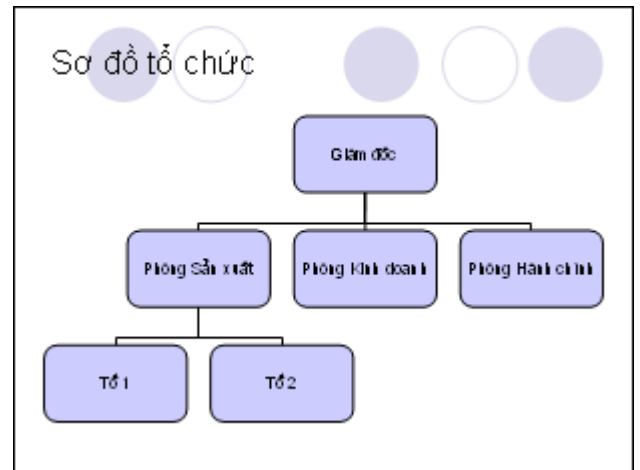 Sơ đồ tổ chức
Giám đốc
Phòng Sản xuất
Phòng Kinh doanh
Phòng Hành chính
Tổ 1
Tổ 2